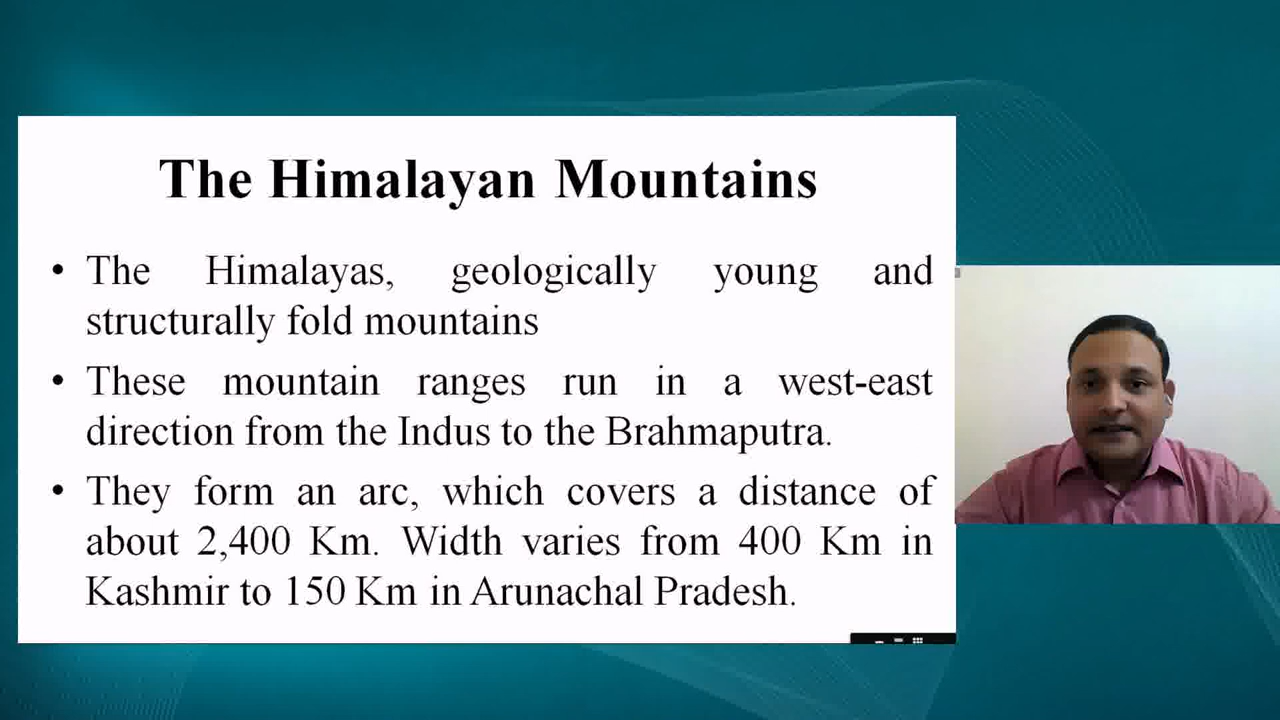 The Himalayan Mountains
• The Himalayas, geologically young and
structurally fold mountains
• These mountain ranges run in a west-east
direction from the Indus to the Brahmaputra.
• They form an arc, which covers a distance of
about 2,400 Km. Width varies from 400 Km in
Kashmir to 150 Km in Arunachal Pradesh.